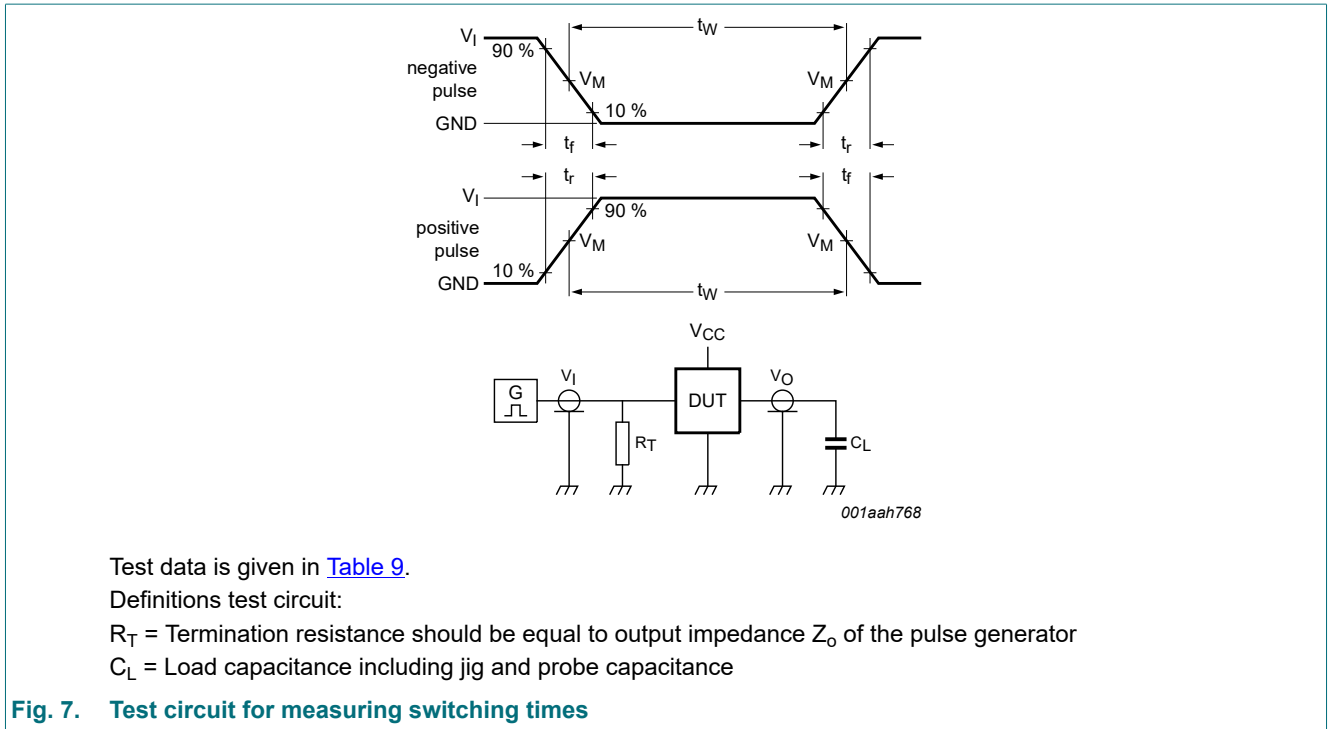 tW
VI
90 %
negative
pulse
VM
VM
10 %
GND
tf
tr
tr
tf
VI
90 %
positive
pulse
VM
VM
10 %
GND
tW
VCC
VI
VO
G
DUT
RT
CL
001aah768
Test data is given in Table 9.
Definitions test circuit:
RT = Termination resistance should be equal to output impedance Zo of the pulse generator
CL = Load capacitance including jig and probe capacitance
Fig. 7. Test circuit for measuring switching times